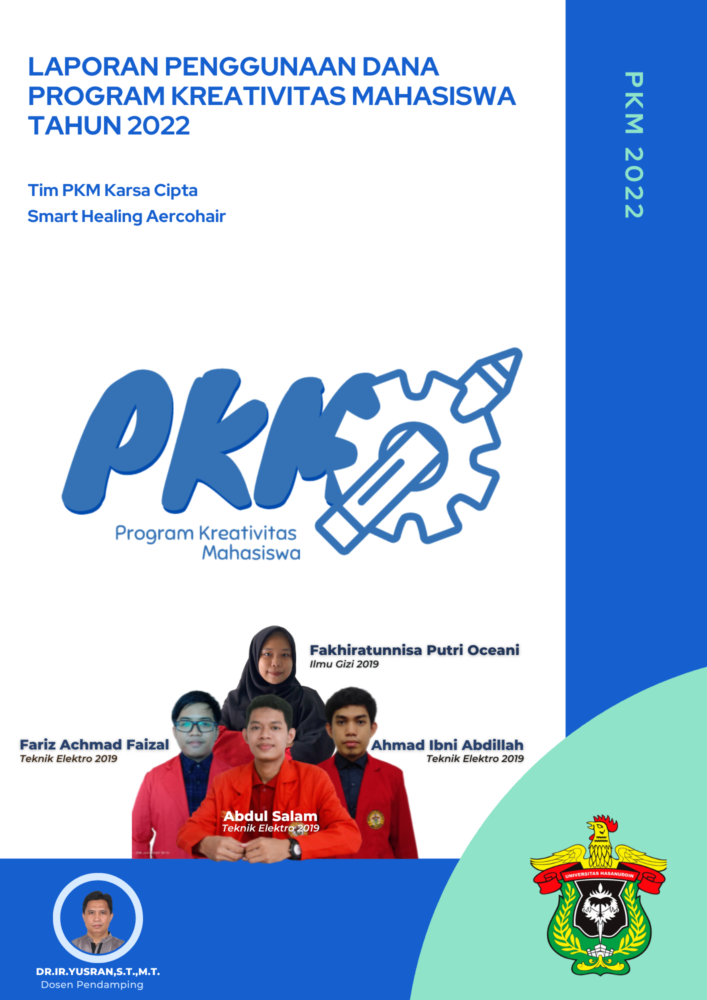 LAPORAN PENGGUNAAN DANA
PROGRAM KREATIVITAS MAHASISWA
TAHUN 2022
PKM 2022
Tim PKM Karsa Cipta
Smart Healing Aercohair
PKM
Program Kreativitas
Mahasiswa
Fakhiratunnisa Putri Oceani
Ilmu Gizi 2019
Fariz Achmad Faizal
Teknik Elektro 2019
Ahmad Ibni Abdillah
Teknik Elektro 2019
Abdul Salam
Teknik Elektro 2019
UNIVERSITAS HASANUDDIN
DR.IR.YUSRAN,S.T.,M.T.
Dosen Pendamping